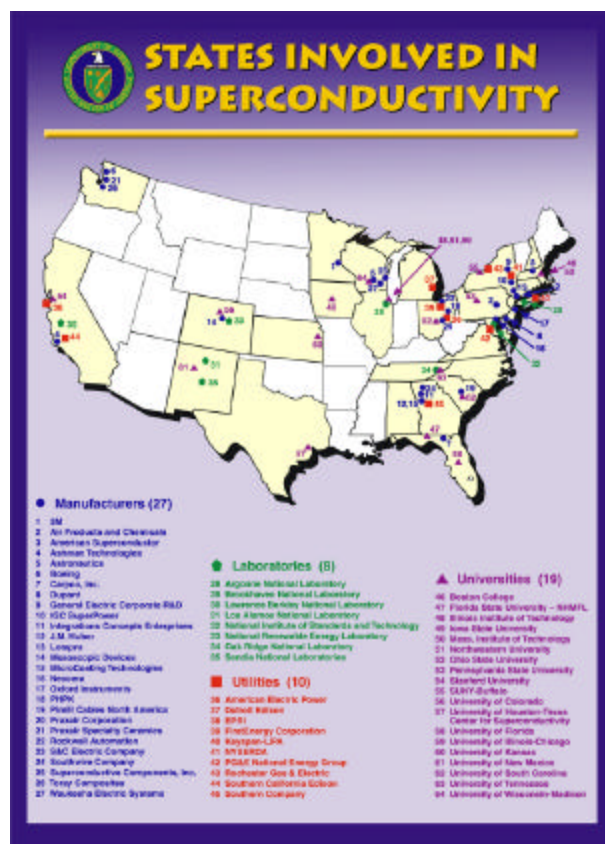 STATES INVOLVED IN
SUPERCONDUCTIVITY
Manufacturers (27)
1 3M
2 Air Products and Chemicals
3 American Superconductor
4 Ashman Technologies
5 Astronautics
6 Boeing
7 Carpco, Inc.
8 Dupont
9 General Electric Corporate R&D
10 IGC SuperPower
11 Integrations Concepts Enterprises
12 J.M. Huber
13 Lonepro
14 Mesoscopic Devices
15 MicroCoating Technologies
16 Neocera
17 Oxford Instruments
18 PHPK
19 Pirelli Cables North America
20 Praxair Corporation
21 Praxair Specialty Ceramics
22 Rockwell Automation
23 S&C Electric Company
24 Southwire Company
25 Superconductive Components, Inc.
26 Toray Composites
27 Waukesha Electric Systems
Laboratories (8)
28 Argonne National Laboratory
29 Brookhaven National Laboratory
30 Lawrence Berkeley National Laboratory
31 Los Alamos National Laboratory
32 National Institute of Standards and Technology
33 National Renewable Energy Laboratory
34 Oak Ridge National Laboratory
35 Sandia National Laboratories
Utilities (10)
36 American Electric Power
37 Detroit Edison
38 EPRI
39 FirstEnergy Corporation
40 Keyspan-LIPA
41 NYSERDA
42 PG&E National Energy Group
43 Rochester Gas & Electric
44 Southern California Edison
45 Southern Company
Universities (19)
46 Boston College
47 Florida State University – NHMFL
48 Illinois Institute of Technology
49 Iowa State University
50 Mass. Institute of Technology
51 Northwestern University
52 Ohio State University
53 Pennsylvania State University
54 Stanford University
55 SUNY-Buffalo
56 University of Colorado
57 University of Houston-Texas
Center for Superconductivity
58 University of Florida
59 University of Illinois-Chicago
60 University of Kansas
61 University of New Mexico
62 University of South Carolina
63 University of Tennessee
64 University of Wisconsin-Madison